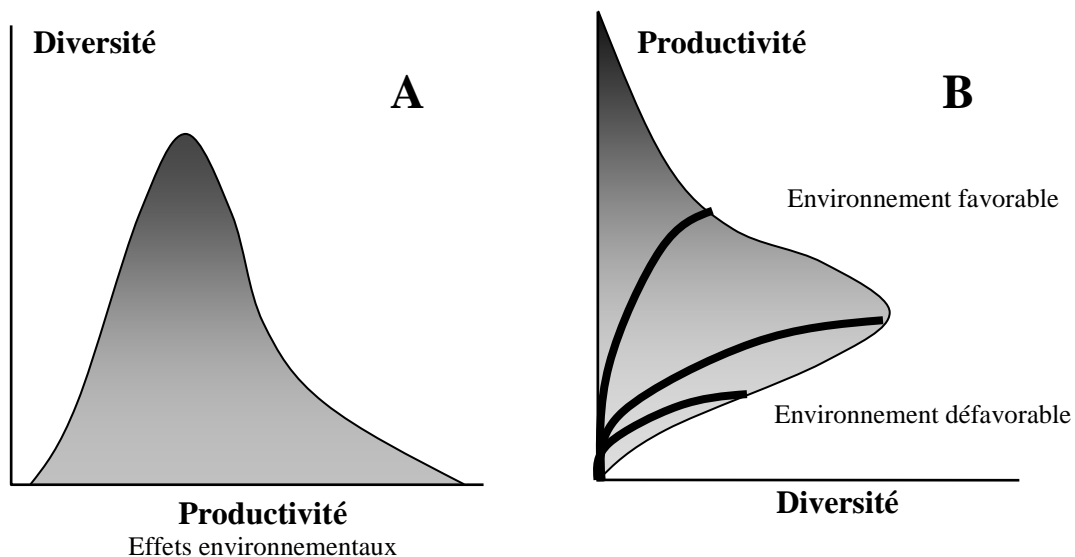 Diversité
A
Productivité
Effets environnementaux
Productivité
B
Environnement favorable
Environnement défavorable
Diversité